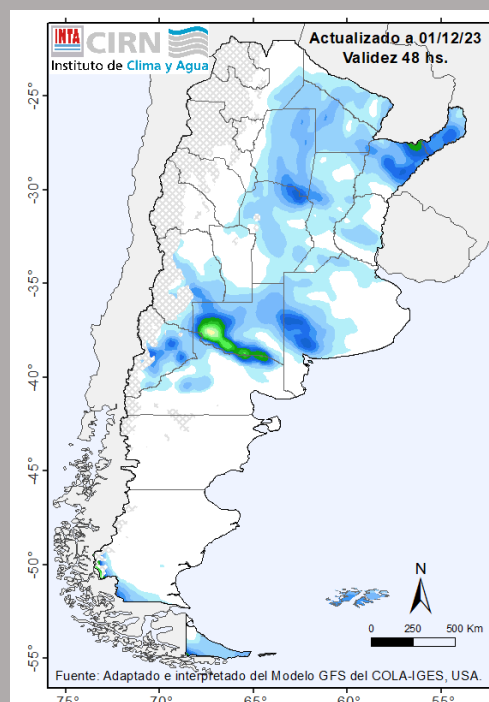 INTA CIRN
Instituto de Clima y Agua
Actualizado a 01/12/23
Validez 48 hs.
-25°
-30°
-35°
-40°
-45°
-50°
-55°
N
0 250 500 Km
Fuente: Adaptado e interpretado del Modelo GFS del COLA-IGES, USA.
-75° -70° -65° -60° -55°